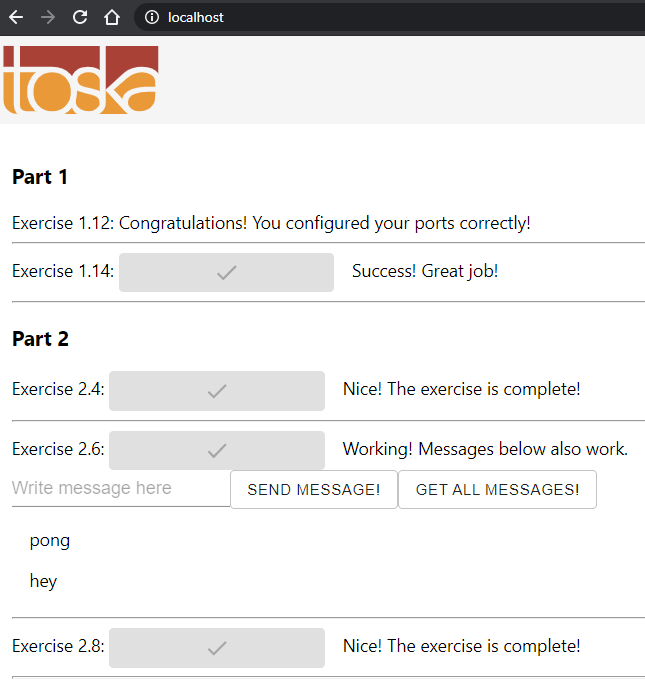 localhost
toska
Part 1
Exercise 1.12: Congratulations! You configured your ports correctly!
Exercise 1.14: Success! Great job!
Part 2
Exercise 2.4: Nice! The exercise is complete!
Exercise 2.6: Working! Messages below also work.
Write message here SEND MESSAGE! GET ALL MESSAGES!
pong
hey
Exercise 2.8: Nice! The exercise is complete!